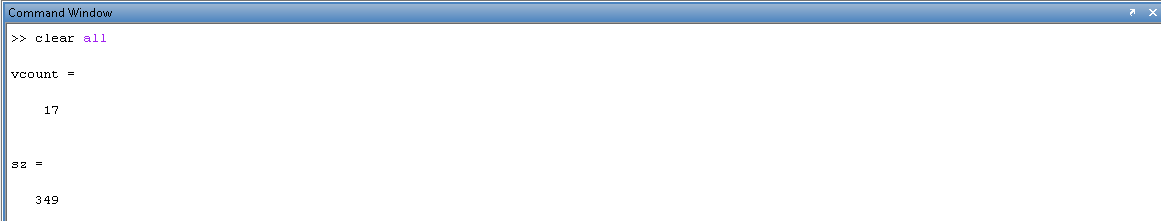 Command Window
>> clear all
vcount =
17
sz =
349